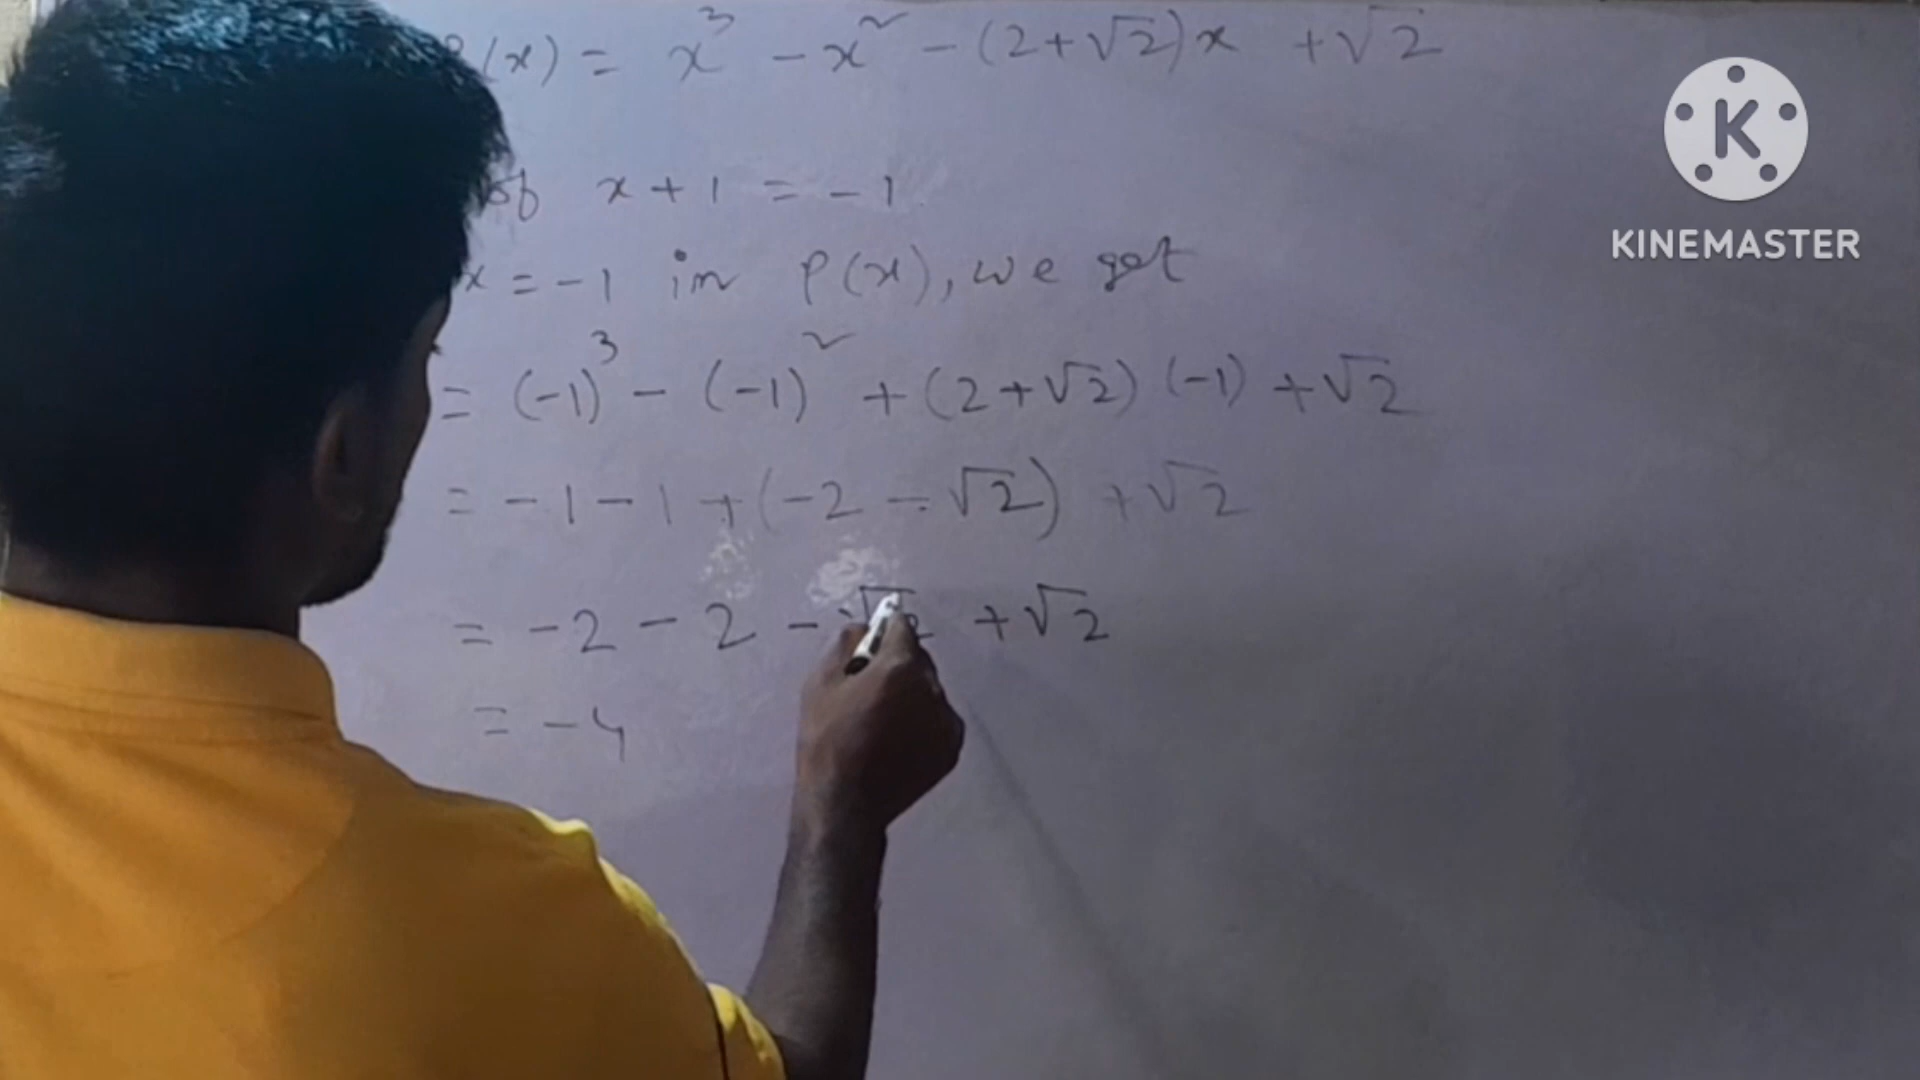 (x) = x³ - x² - (2+√2)x + √2
of x + 1 = -1
x = -1 in P(x), we get
= (-1)³ - (-1)² + (2+√2) (-1) + √2
= -1 - 1 + (-2 - √2) + √2
= -2 - 2 - √2 + √2
= -4
K
KINEMASTER